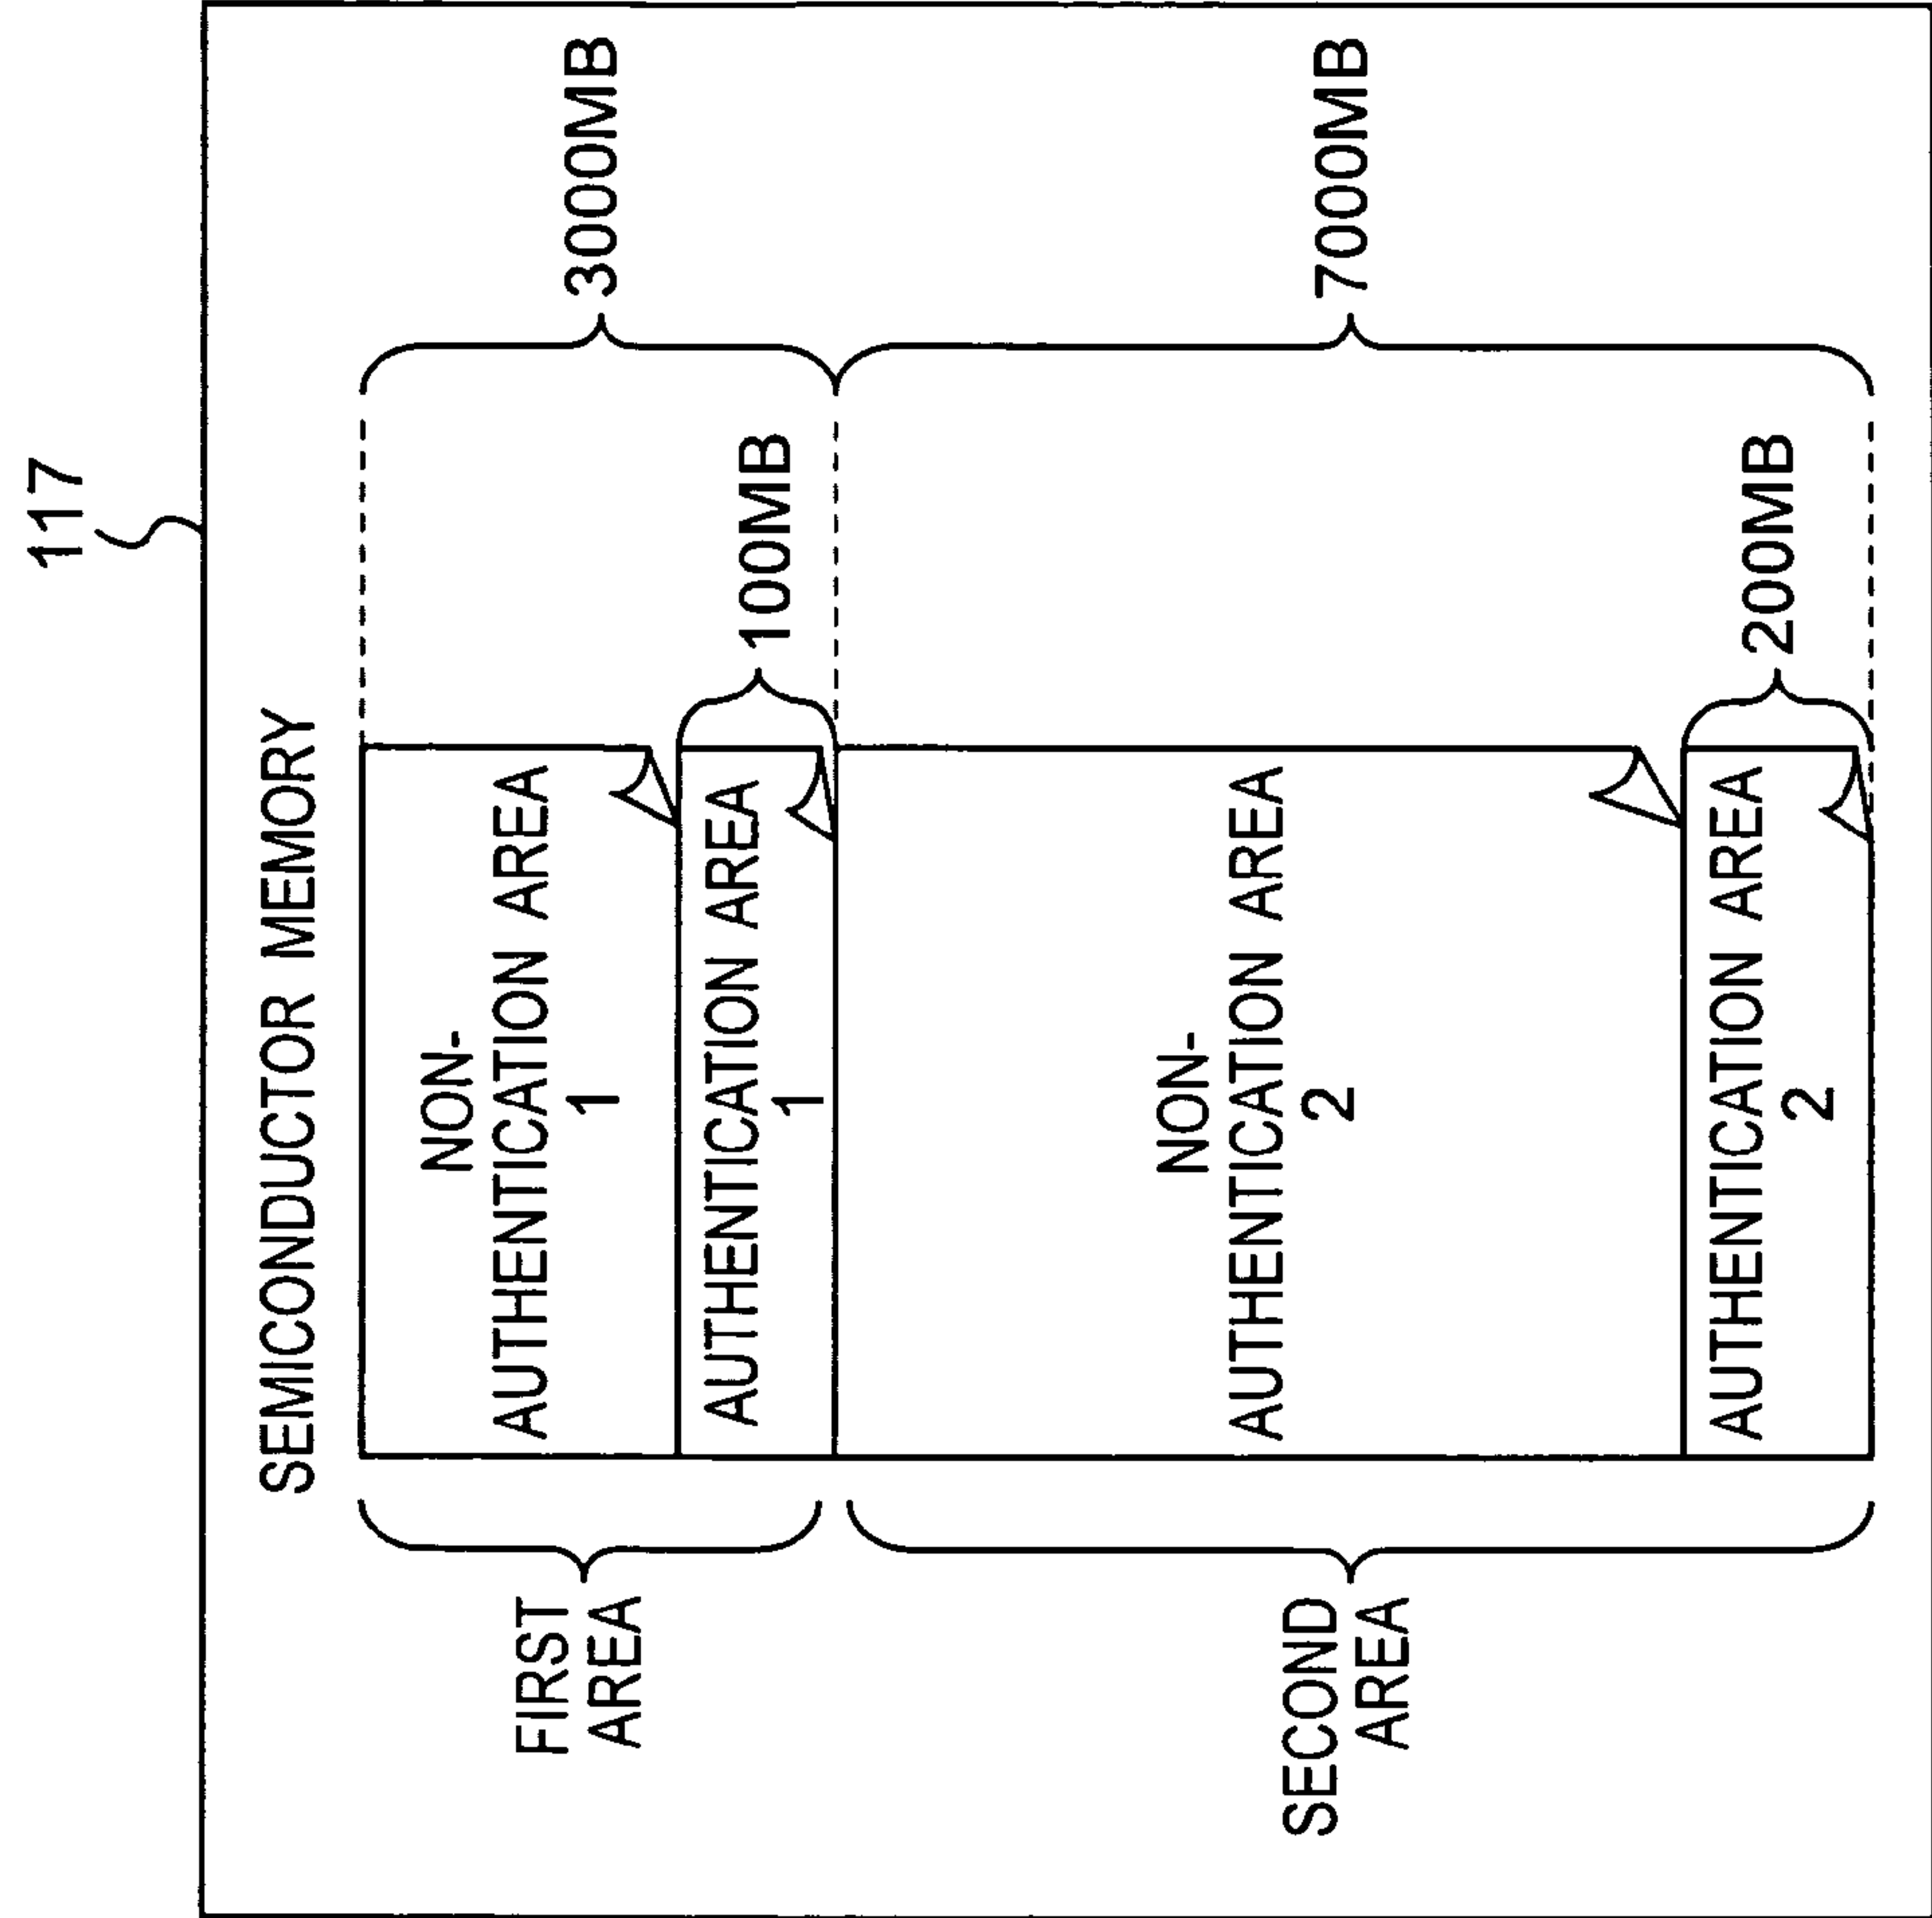 117
SEMICONDUCTOR MEMORY
FIRST
AREA
NON-
AUTHENTICATION AREA
1
AUTHENTICATION AREA
1
100MB
3000MB
SECOND
AREA
NON-
AUTHENTICATION AREA
2
AUTHENTICATION AREA
2
200MB
7000MB